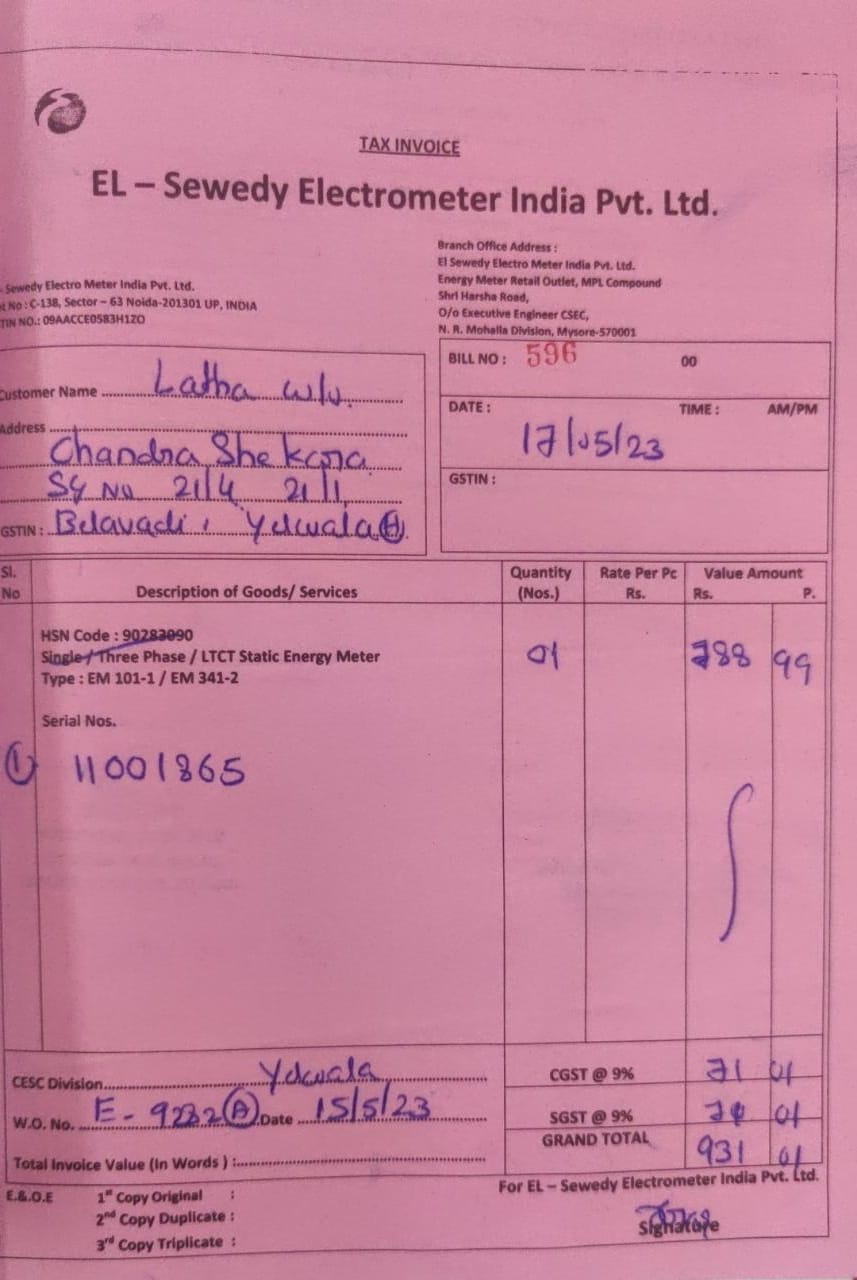 TAX INVOICE
EL – Sewedy Electrometer India Pvt. Ltd.
Sewedy Electro Meter India Pvt. Ltd.
No : C-138, Sector – 63 Noida-201301 UP, INDIA
TIN NO.: 09AACCE0583H1ZO
Branch Office Address :
El Sewedy Electro Meter India Pvt. Ltd.
Energy Meter Retail Outlet, MPL Compound
Shri Harsha Road,
O/o Executive Engineer CSEC,
N. R. Mohalla Division, Mysore-570001
Customer Name Latha w/o.
Address
Chandra Shekara
Sy No 21/4 21/1
GSTIN : Belavadi, Yelwala (H)
BILL NO : 596 00
DATE : TIME : AM/PM
17/05/23
GSTIN :
Sl. No Description of Goods/ Services Quantity (Nos.) Rate Per Pc Rs. Value Amount Rs. P.
HSN Code : 90283090
Single / Three Phase / LTCT Static Energy Meter 01 788 99
Type : EM 101-1 / EM 341-2
Serial Nos.
① 11001865
CESC Division Yelwala CGST @ 9% 71 01
W.O. No. E - 9232 (A) Date 15/5/23 SGST @ 9% 71 01
GRAND TOTAL 931 01
Total Invoice Value (In Words ) :
For EL – Sewedy Electrometer India Pvt. Ltd.
E.&.O.E 1st Copy Original :
2nd Copy Duplicate :
3rd Copy Triplicate :
Signature